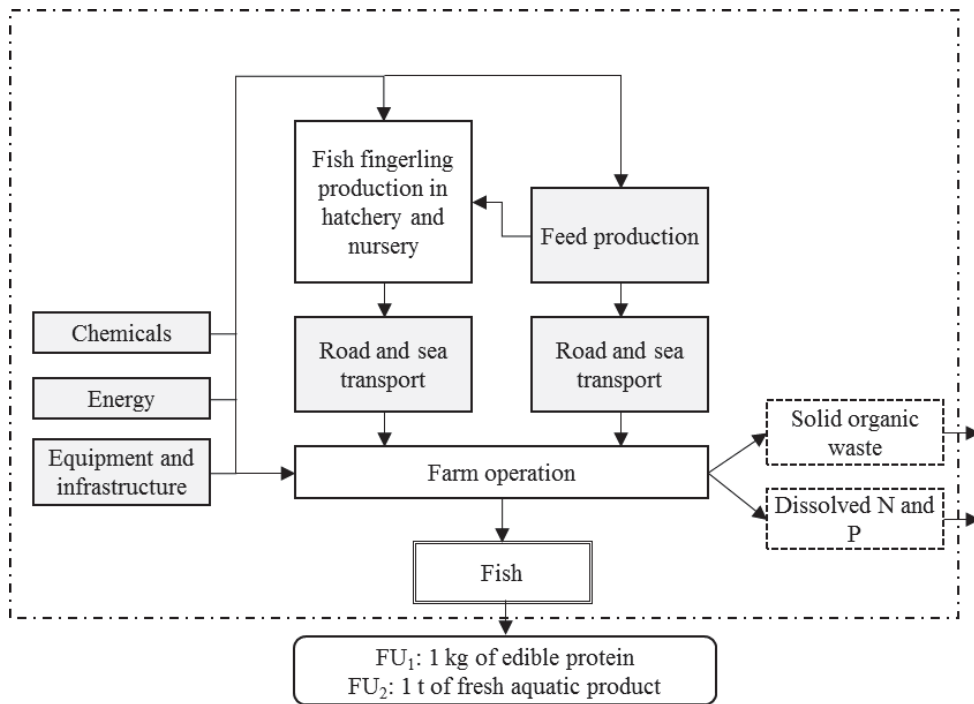 Fish fingerling
production in
hatchery and
nursery
Feed production
Chemicals
Road and sea
transport
Road and sea
transport
Energy
Solid organic
waste
Equipment and
infrastructure
Farm operation
Dissolved N and
P
Fish
FU₁: 1 kg of edible protein
FU₂: 1 t of fresh aquatic product